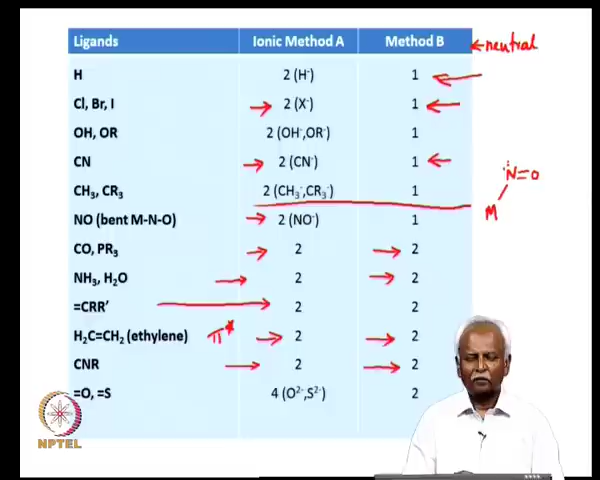 Ligands Ionic Method A Method B ←neutral
H 2 (H⁻) 1
Cl, Br, I 2 (X⁻) 1
OH, OR 2 (OH⁻,OR⁻) 1
CN 2 (CN⁻) 1
CH₃, CR₃ 2 (CH₃⁻,CR₃⁻) 1
N=O
M
NO (bent M-N-O) 2 (NO⁻) 1
CO, PR₃ 2 2
NH₃, H₂O 2 2
=CRR' 2 2
H₂C=CH₂ (ethylene) π* 2 2
CNR 2 2
=O, =S 4 (O²⁻,S²⁻) 2
NPTEL